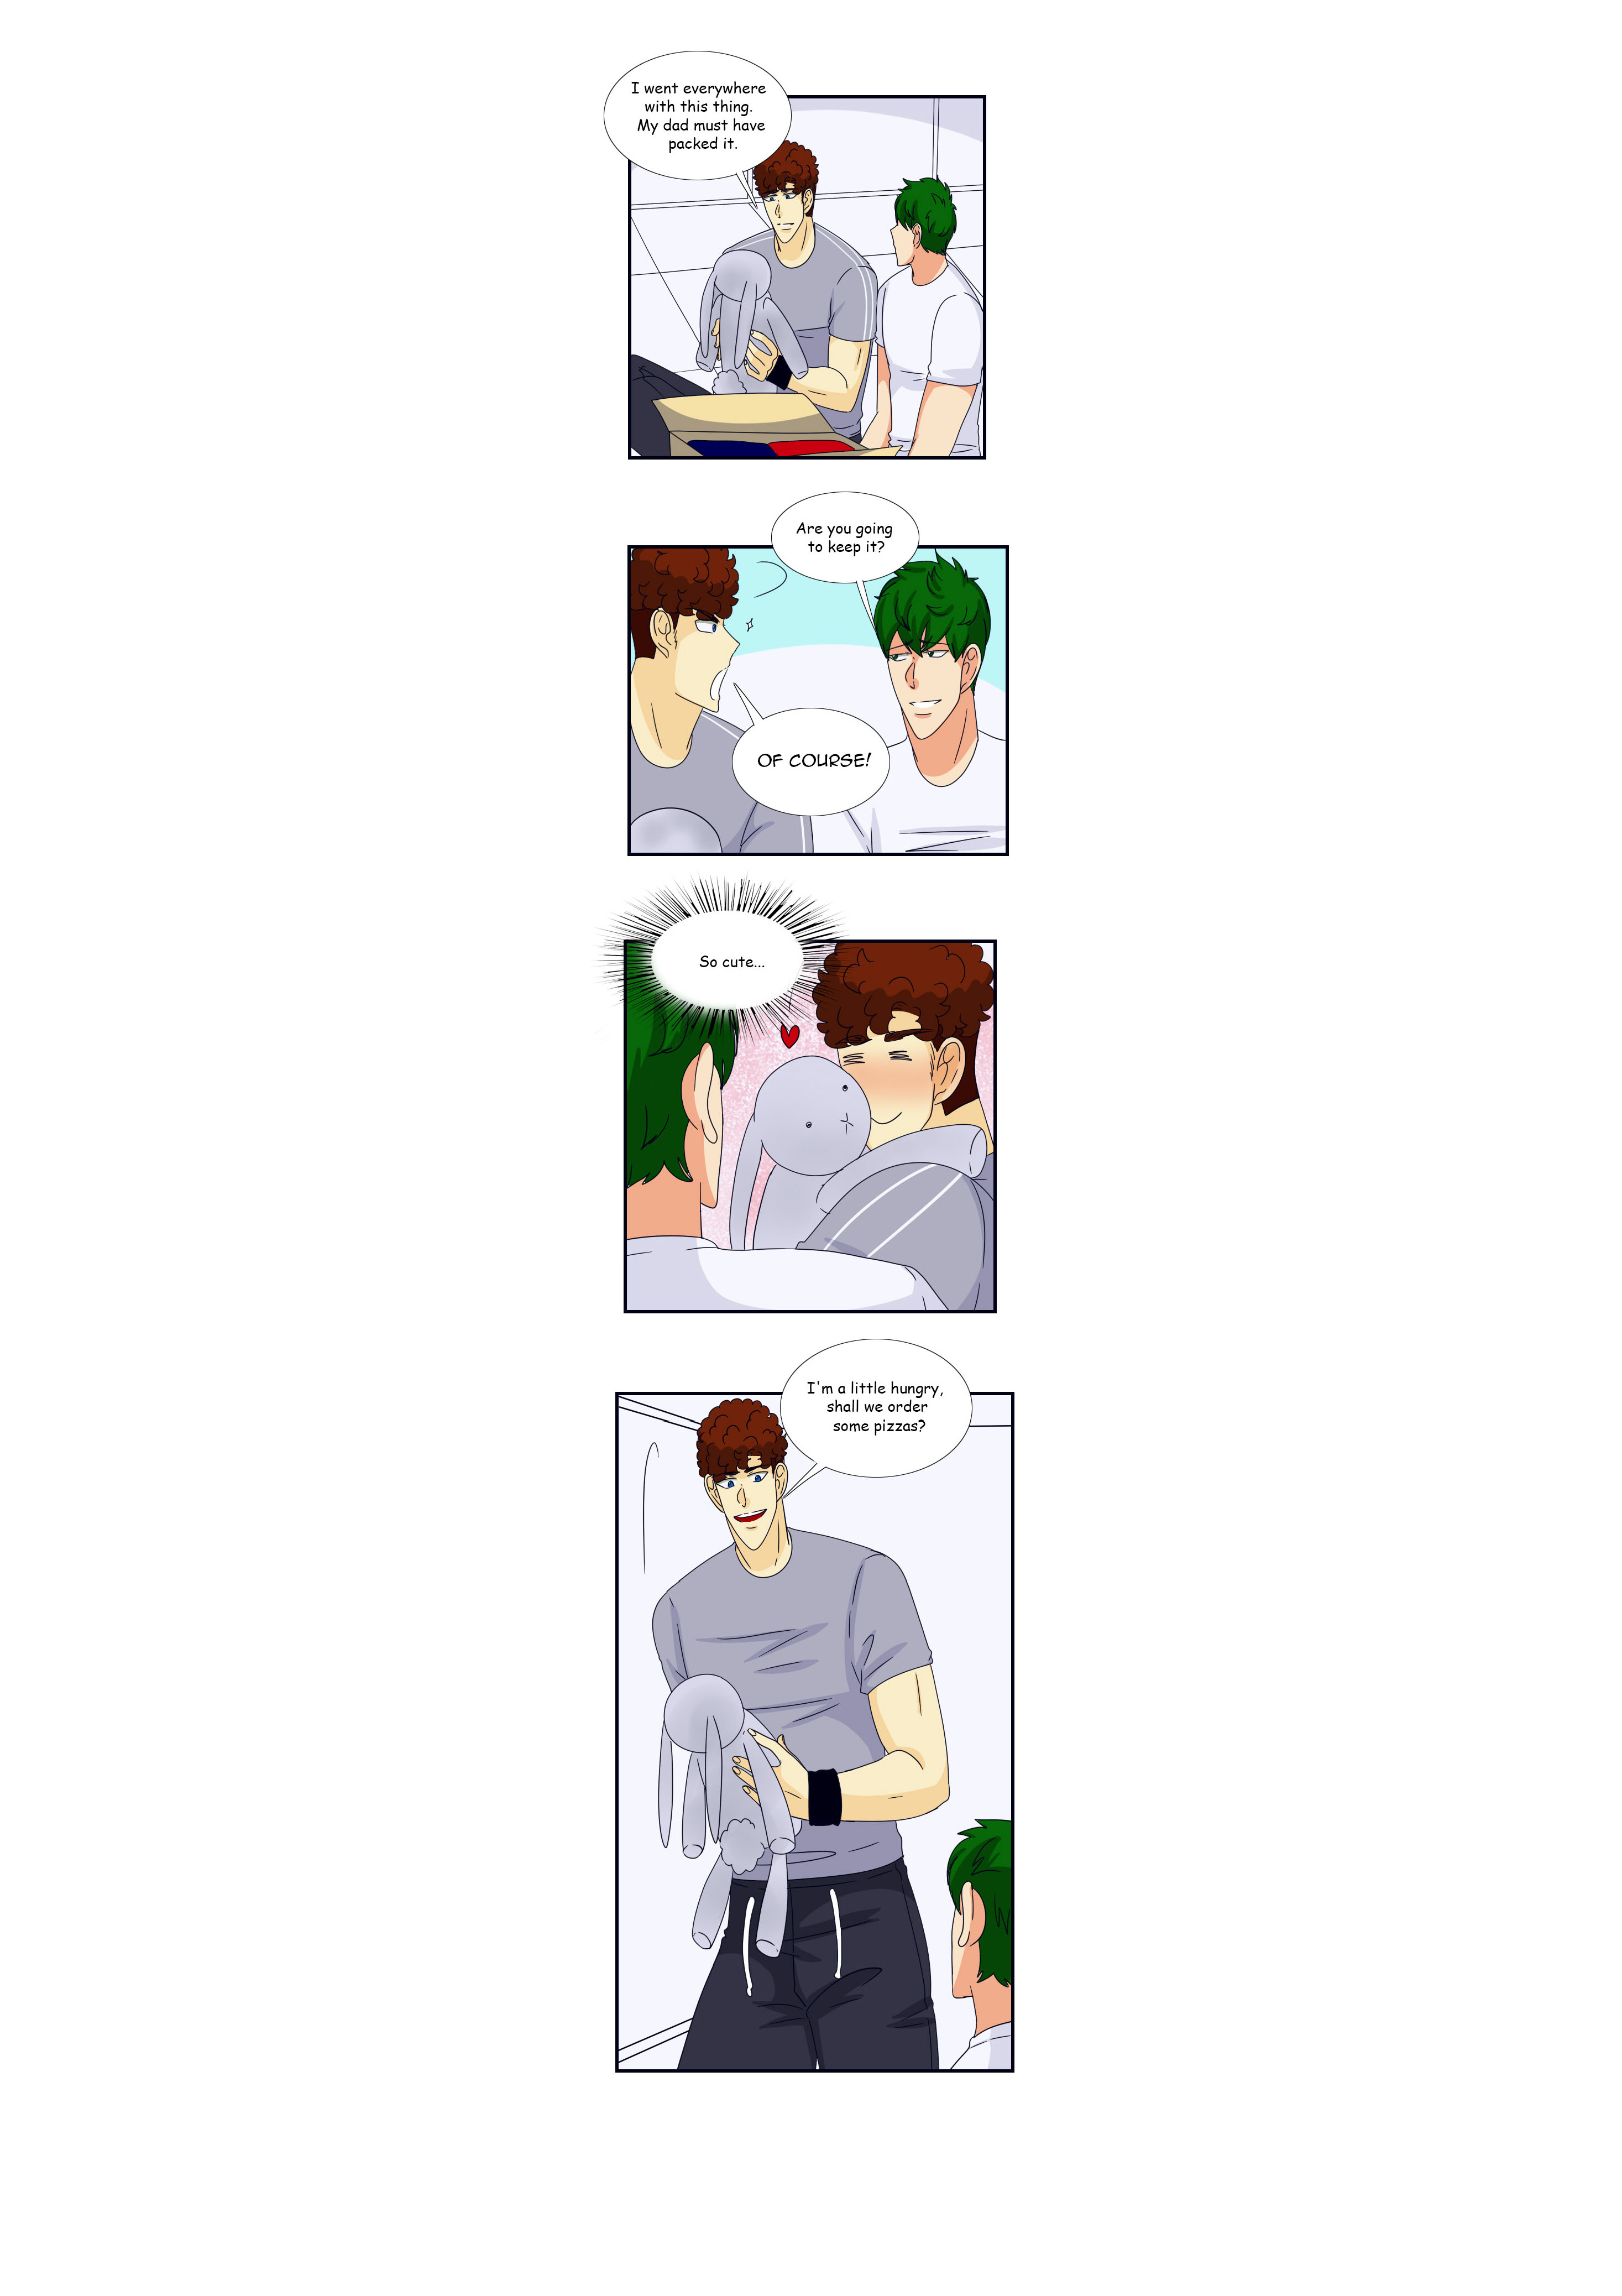 I went everywhere
with this thing.
My dad must have
packed it.
Are you going
to keep it?
OF COURSE!
So cute...
I'm a little hungry,
shall we order
some pizzas?